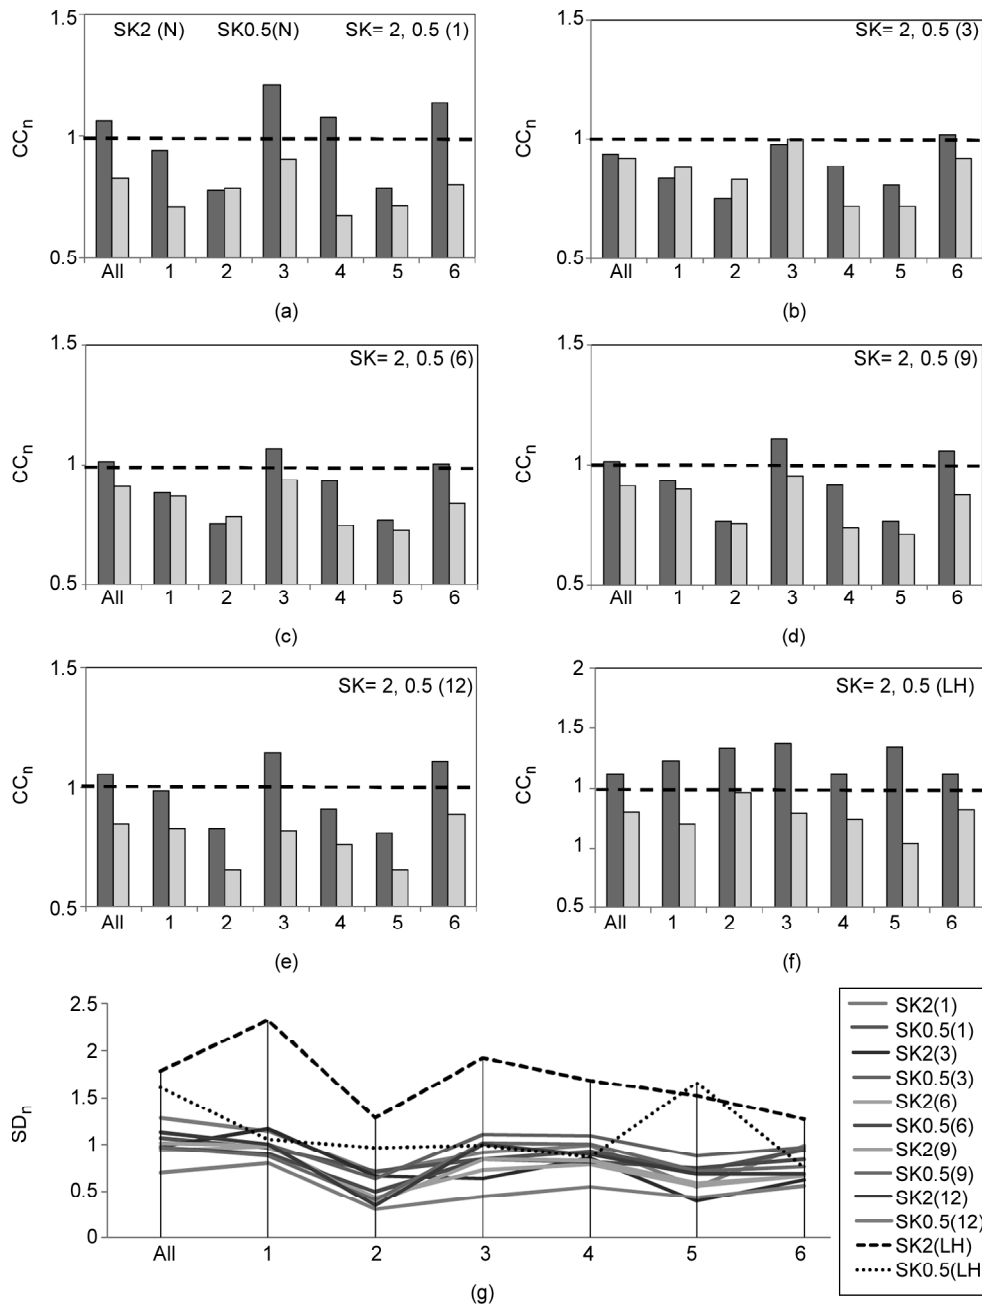 1.5
SK2 (N) SK0.5(N) SK= 2, 0.5 (1)
CCn
1
0.5
All 1 2 3 4 5 6
(a)
1.5
SK= 2, 0.5 (3)
CCn
1
0.5
All 1 2 3 4 5 6
(b)
1.5
SK= 2, 0.5 (6)
CCn
1
0.5
All 1 2 3 4 5 6
(c)
1.5
SK= 2, 0.5 (9)
CCn
1
0.5
All 1 2 3 4 5 6
(d)
1.5
SK= 2, 0.5 (12)
CCn
1
0.5
All 1 2 3 4 5 6
(e)
2
SK= 2, 0.5 (LH)
1.5
CCn
1
1
0.5
All 1 2 3 4 5 6
(f)
2.5
2
1.5
SDn
1
0.5
0
All 1 2 3 4 5 6
(g)
SK2(1)
SK0.5(1)
SK2(3)
SK0.5(3)
SK2(6)
SK0.5(6)
SK2(9)
SK0.5(9)
SK2(12)
SK0.5(12)
SK2(LH)
SK0.5(LH